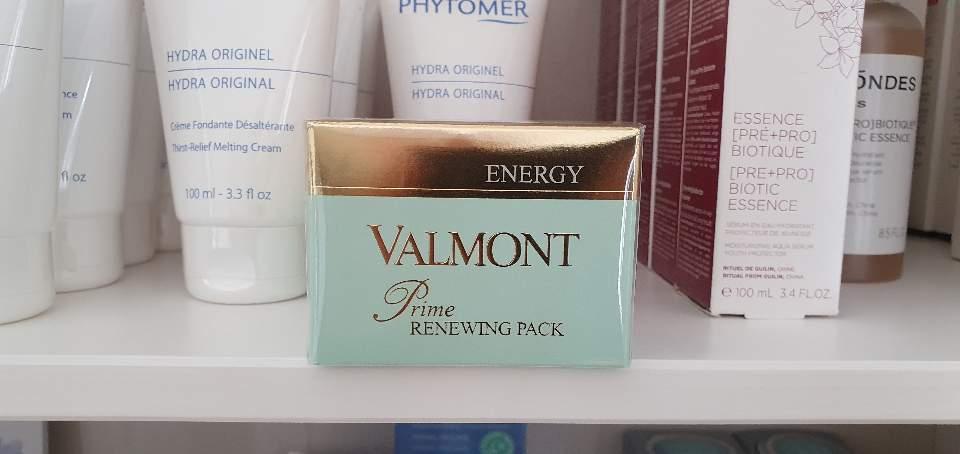 HYDRA ORIGINEL
HYDRA ORIGINAL
Crème Fondante Désaltérante
Thirst-Relief Melting Cream
100 ml - 3.3 fl oz
PHYTOMER
HYDRA ORIGINEL
HYDRA ORIGINAL
ENERGY
VALMONT
Prime
RENEWING PACK
ESSENCE
[PRÉ+PRO]
BIOTIQUE
[PRE+PRO]
BIOTIC
ESSENCE
SÉRUM EN EAU HYDRATANT
PROTECTEUR DE JEUNESSE
MOISTURIZING AQUA SERUM
YOUTH PROTECTOR
RITUEL DE GUILIN, CHINE
RITUAL FROM GUILIN, CHINA
e 100 mL 3.4 FL.OZ.
ONDES
RO]BIOTIQUE
IC ESSENCE
fl oz